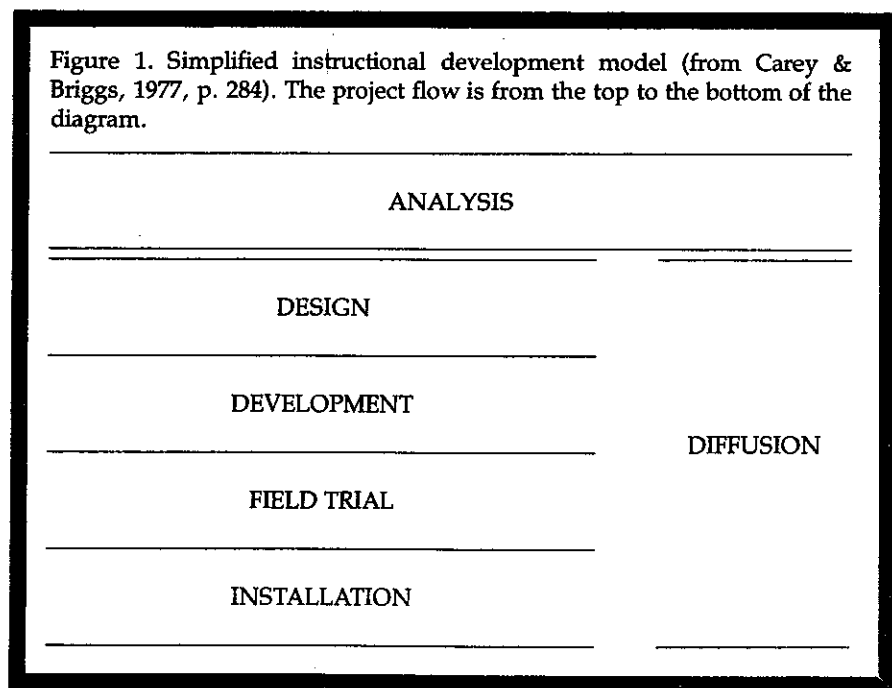 Figure 1. Simplified instructional development model (from Carey &
Briggs, 1977, p. 284). The project flow is from the top to the bottom of the
diagram.
ANALYSIS
DESIGN
DEVELOPMENT
DIFFUSION
FIELD TRIAL
INSTALLATION